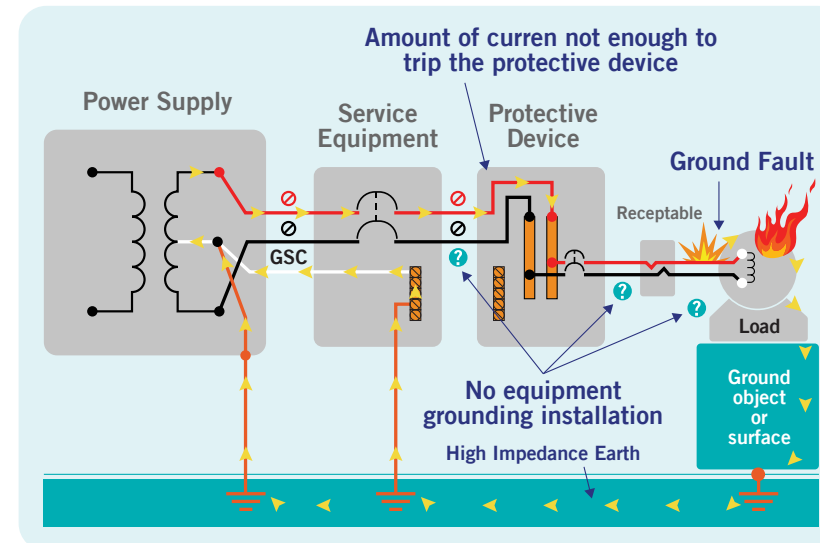 Amount of curren not enough to
trip the protective device
Power Supply
Service
Equipment
Protective
Device
Ground Fault
Receptable
GSC
?
?
?
Load
No equipment
grounding installation
High Impedance Earth
Ground
object
or
surface